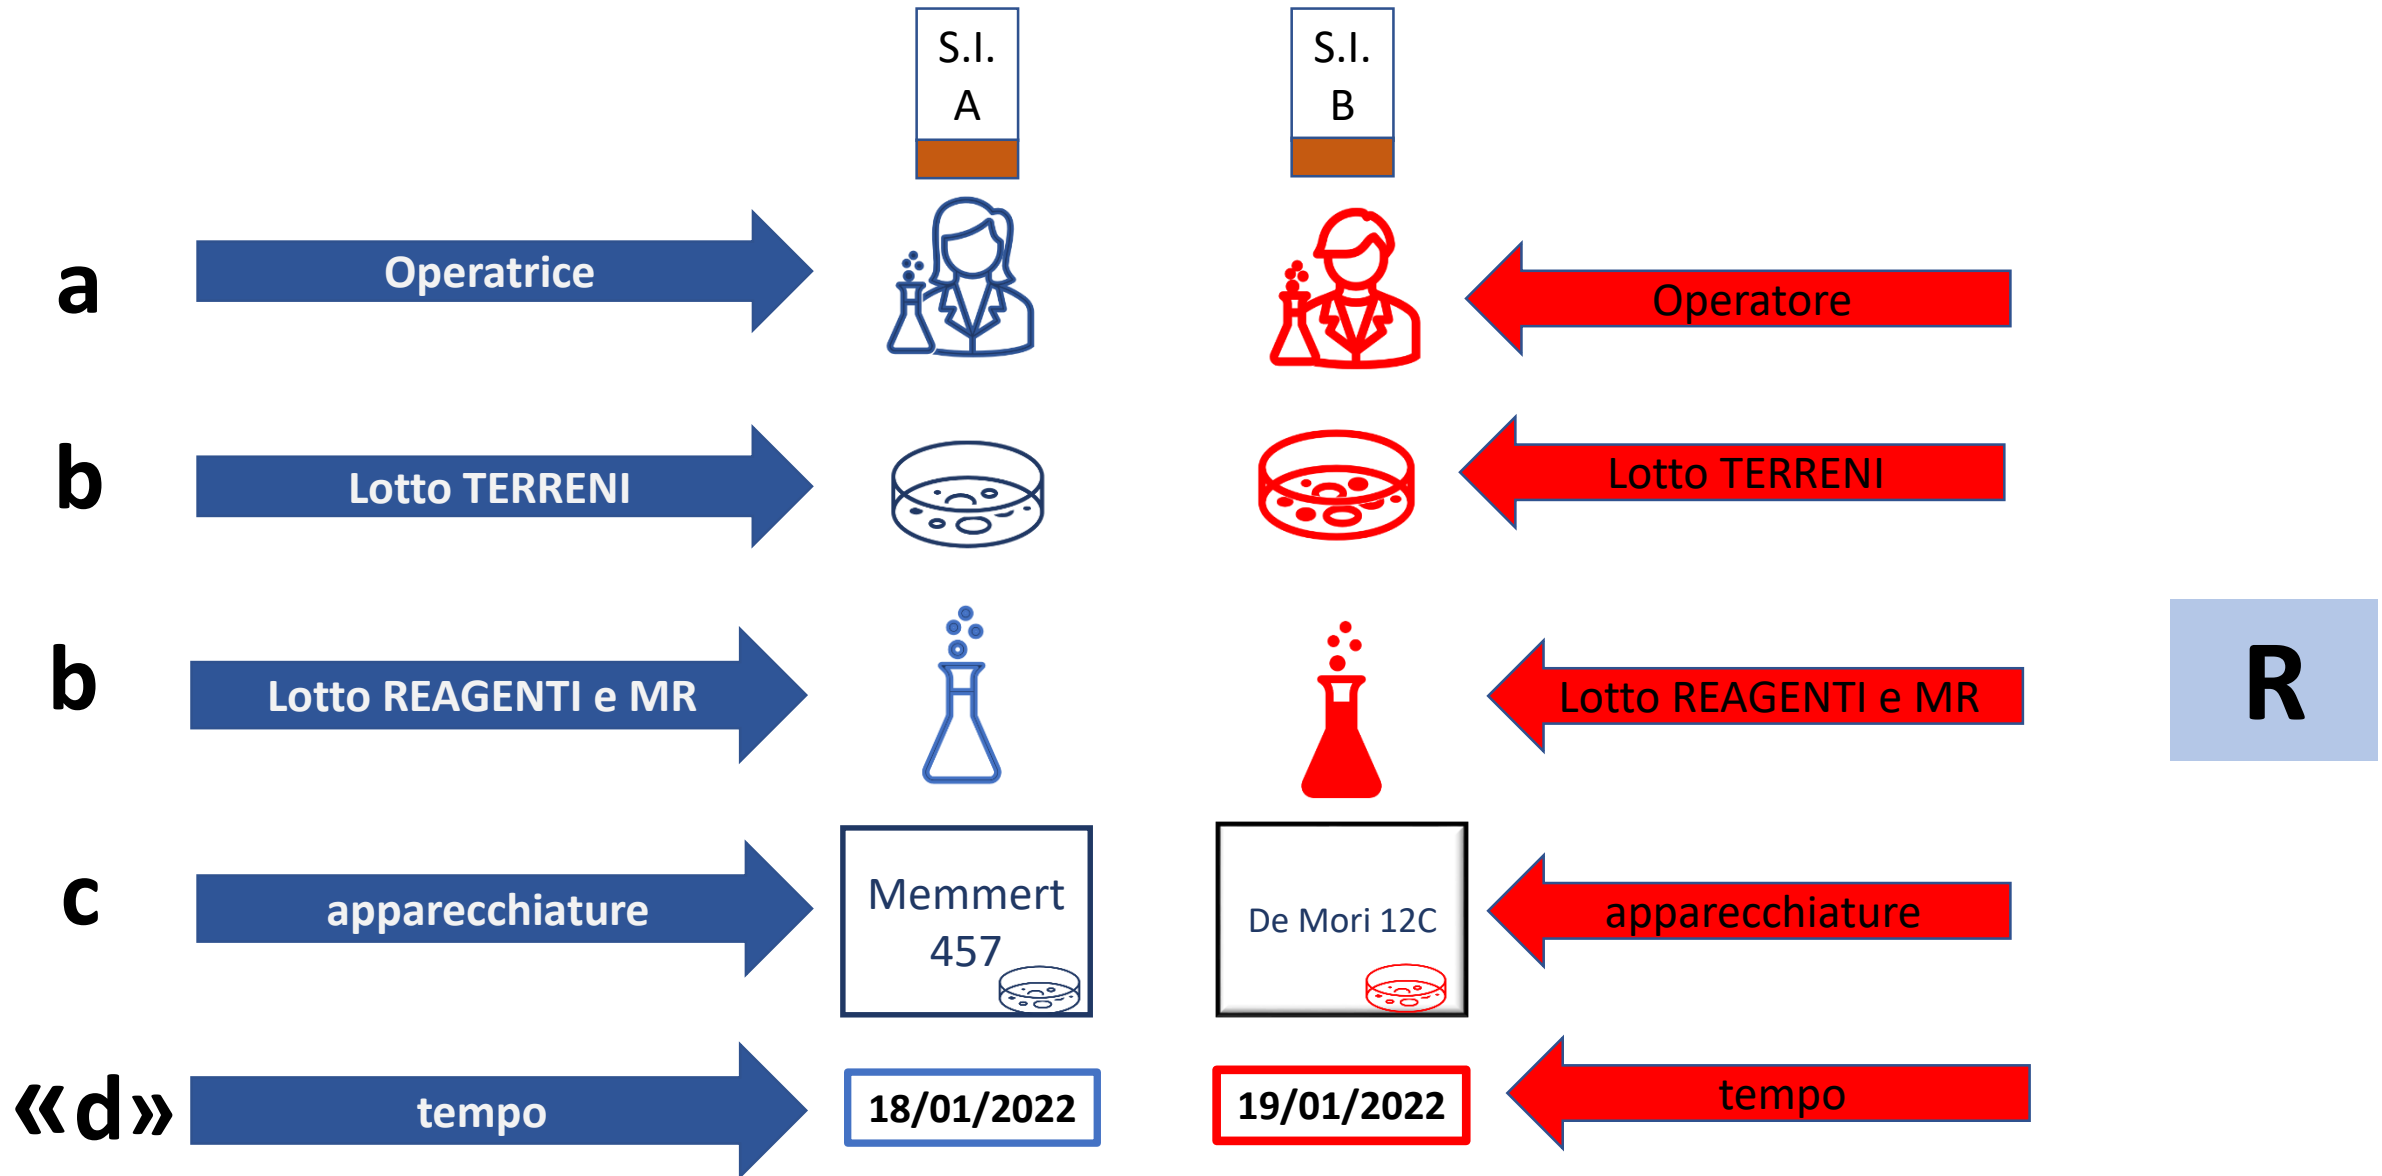 S.I.
A
S.I.
B
a
Operatrice
Operatore
b
Lotto TERRENI
Lotto TERRENI
b
Lotto REAGENTI e MR
Lotto REAGENTI e MR
R
c
apparecchiature
Memmert
457
De Mori 12C
apparecchiature
«d»
tempo
18/01/2022
19/01/2022
tempo